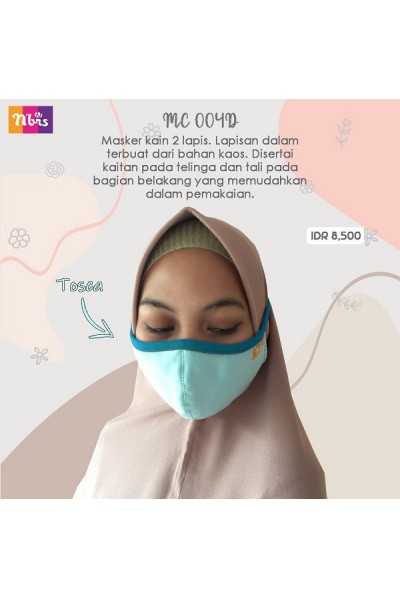 Nbrs
MC 004D
Masker kain 2 lapis. Lapisan dalam
terbuat dari bahan kaos. Disertai
kaitan pada telinga dan tali pada
bagian belakang yang memudahkan
dalam pemakaian.
IDR 8,500
Tosca